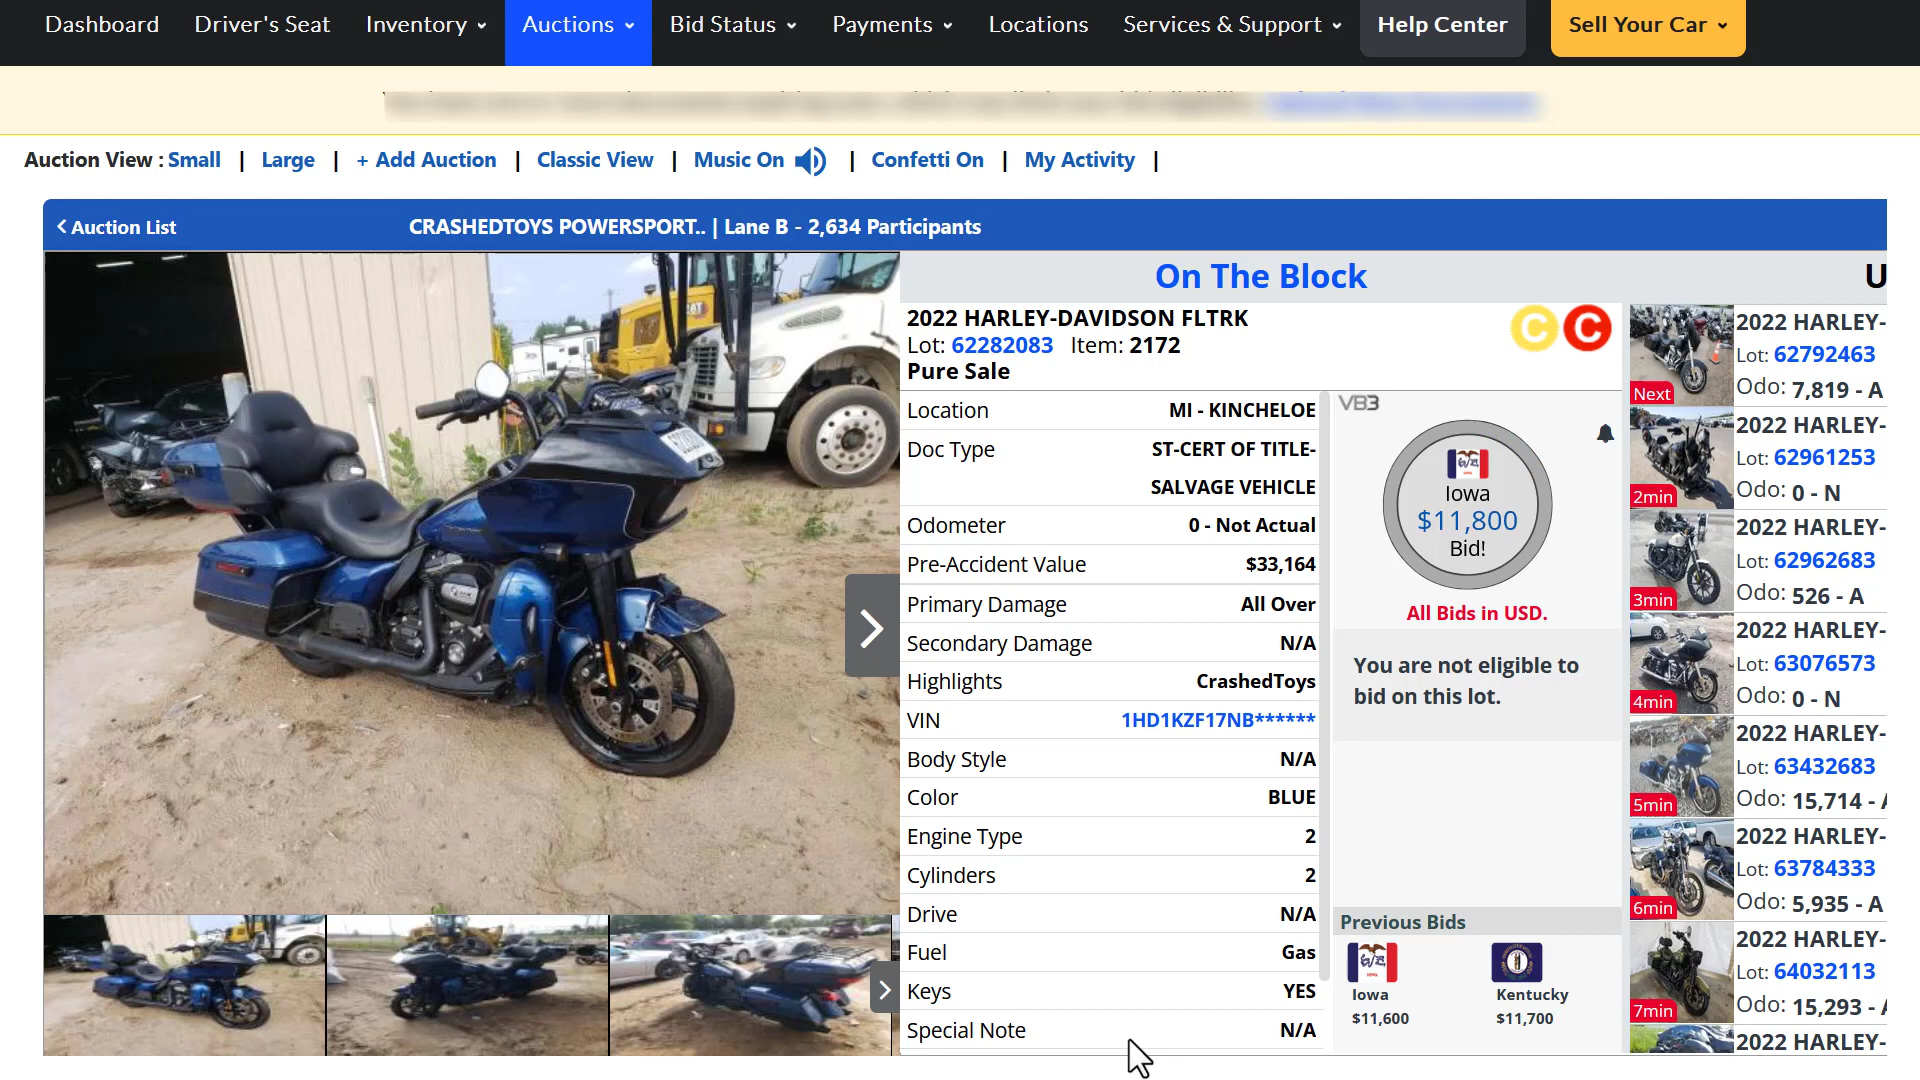 Dashboard
Driver's Seat
Inventory
Auctions
Bid Status
Payments
Locations
Services & Support
Help Center
Sell Your Car
Auction View : Small | Large | + Add Auction | Classic View | Music On | Confetti On | My Activity |
Auction List
CRASHEDTOYS POWERSPORT.. | Lane B - 2,634 Participants
On The Block
U
2022 HARLEY-DAVIDSON FLTRK
Lot: 62282083 Item: 2172
Pure Sale
C C
Location MI - KINCHELOE
Doc Type ST-CERT OF TITLE-
SALVAGE VEHICLE
Odometer 0 - Not Actual
Pre-Accident Value $33,164
Primary Damage All Over
Secondary Damage N/A
Highlights CrashedToys
VIN 1HD1KZF17NB******
Body Style N/A
Color BLUE
Engine Type 2
Cylinders 2
Drive N/A
Fuel Gas
Keys YES
Special Note N/A
VB3
Iowa
$11,800
Bid!
All Bids in USD.
You are not eligible to
bid on this lot.
Previous Bids
Iowa
$11,600
Kentucky
$11,700
2022 HARLEY-
Lot: 62792463
Next
Odo: 7,819 - A
2022 HARLEY-
Lot: 62961253
2min
Odo: 0 - N
2022 HARLEY-
Lot: 62962683
3min
Odo: 526 - A
2022 HARLEY-
Lot: 63076573
4min
Odo: 0 - N
2022 HARLEY-
Lot: 63432683
5min
Odo: 15,714 -
2022 HARLEY-
Lot: 63784333
6min
Odo: 5,935 - A
2022 HARLEY-
Lot: 64032113
7min
Odo: 15,293 -
2022 HARLEY-